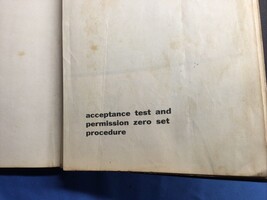 acceptance test and
permission zero set
procedure